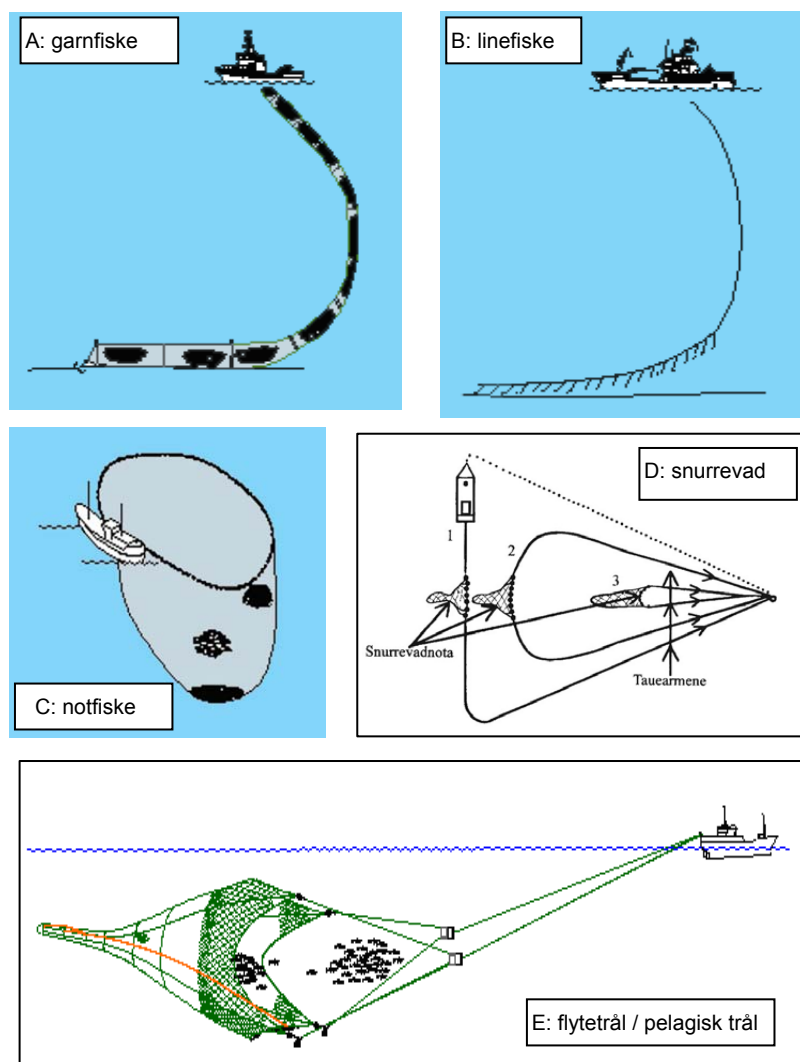 A: garnfiske
B: linefiske
C: notfiske
D: snurrevad
1
2
3
Snurrevadnota
Tauearmene
E: flytetrål / pelagisk trål